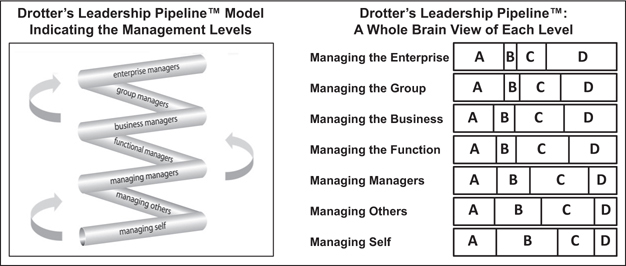 Drotter's Leadership Pipeline™ Model
Indicating the Management Levels
enterprise managers
group managers
business managers
functional managers
managing managers
managing others
managing self
Drotter's Leadership Pipeline™:
A Whole Brain View of Each Level
Managing the Enterprise A B C D
Managing the Group A B C D
Managing the Business A B C D
Managing the Function A B C D
Managing Managers A B C D
Managing Others A B C D
Managing Self A B C D